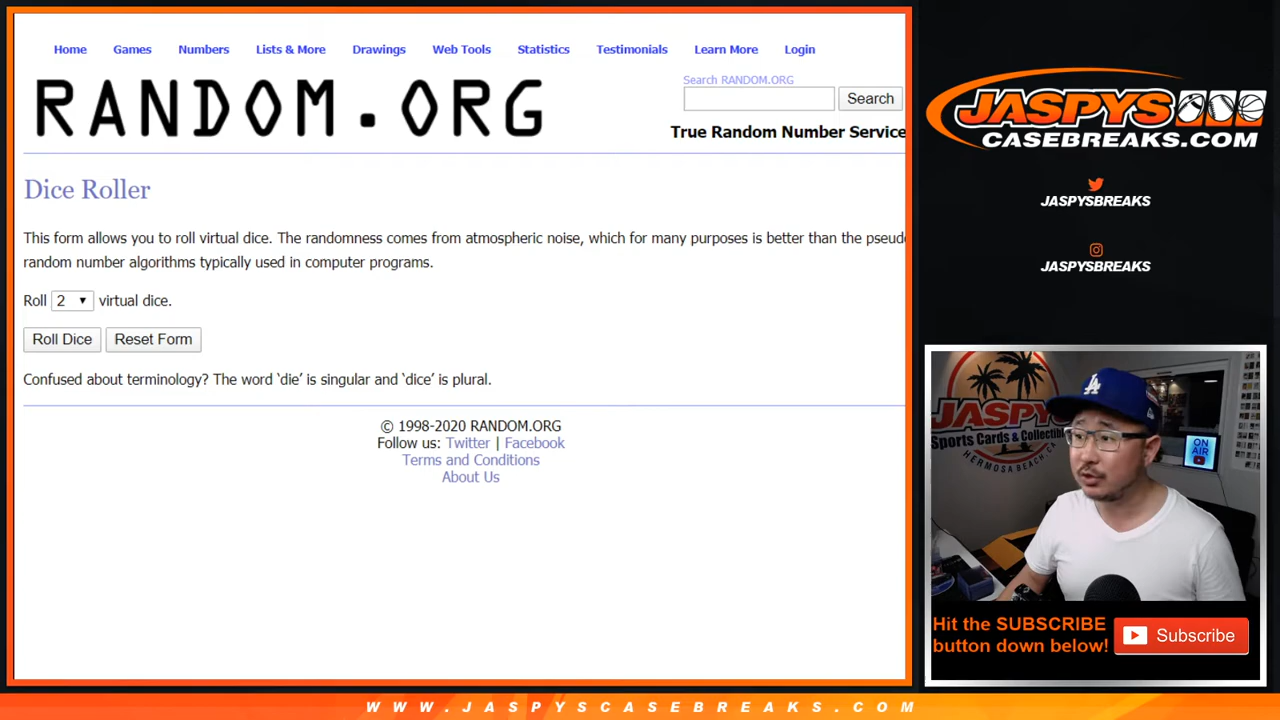 Home Games Numbers Lists & More Drawings Web Tools Statistics Testimonials Learn More Login
RANDOM.ORG
Search RANDOM.ORG
Search
True Random Number Service
Dice Roller
This form allows you to roll virtual dice. The randomness comes from atmospheric noise, which for many purposes is better than the pseudo
random number algorithms typically used in computer programs.
Roll 2 virtual dice.
Roll Dice Reset Form
Confused about terminology? The word ‘die’ is singular and ‘dice’ is plural.
© 1998-2020 RANDOM.ORG
Follow us: Twitter | Facebook
Terms and Conditions
About Us
JASPYS
CASEBREAKS.COM
JASPYSBREAKS
JASPYSBREAKS
JASPYS
Sports Cards & Collectibl
HERMOSA BEACH, CA
LA
ON
AIR
Hit the SUBSCRIBE
button down below!
Subscribe
WWW.JASPYSCASEBREAKS.COM